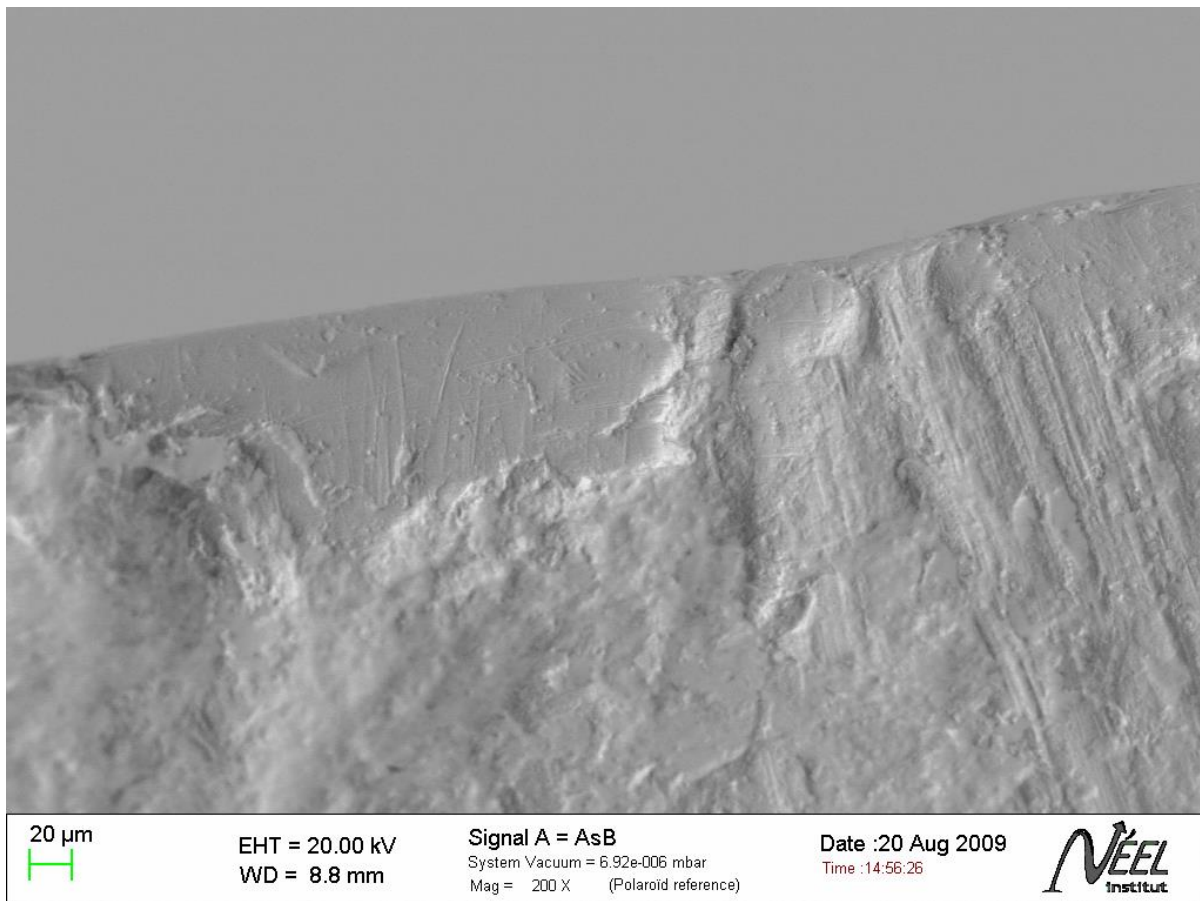 20 µm
EHT = 20.00 kV
WD = 8.8 mm
Signal A = AsB
System Vacuum = 6.92e-006 mbar
Mag = 200 X (Polaroïd reference)
Date :20 Aug 2009
Time :14:56:26
NÉEL
institut